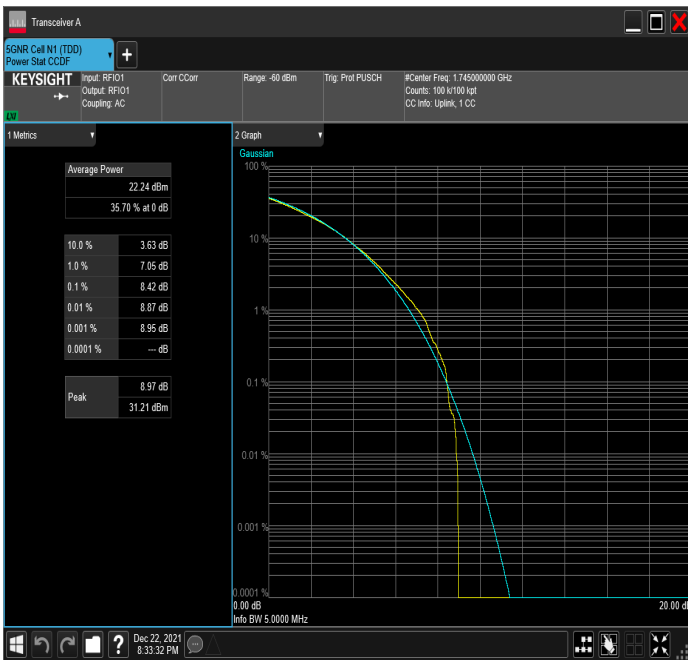 Transceiver A
5GNR Cell N1 (TDD)
Power Stat CCDF
KEYSIGHT
Input: RFIO1
Output: RFIO1
Coupling: AC
Corr CCorr
Range: -60 dBm
Trig: Prot PUSCH
#Center Freq: 1.745000000 GHz
Counts: 100 k/100 kpt
CC Info: Uplink, 1 CC
LXI
1 Metrics
Average Power
22.24 dBm
35.70 % at 0 dB
10.0 % 3.63 dB
1.0 % 7.05 dB
0.1 % 8.42 dB
0.01 % 8.87 dB
0.001 % 8.95 dB
0.0001 % --- dB
Peak
8.97 dB
31.21 dBm
2 Graph
Gaussian
100 %
10 %
1 %
0.1 %
0.01 %
0.001 %
0.0001 %
0.00 dB
20.00 dB
Info BW 5.0000 MHz
?
Dec 22, 2021
8:33:32 PM